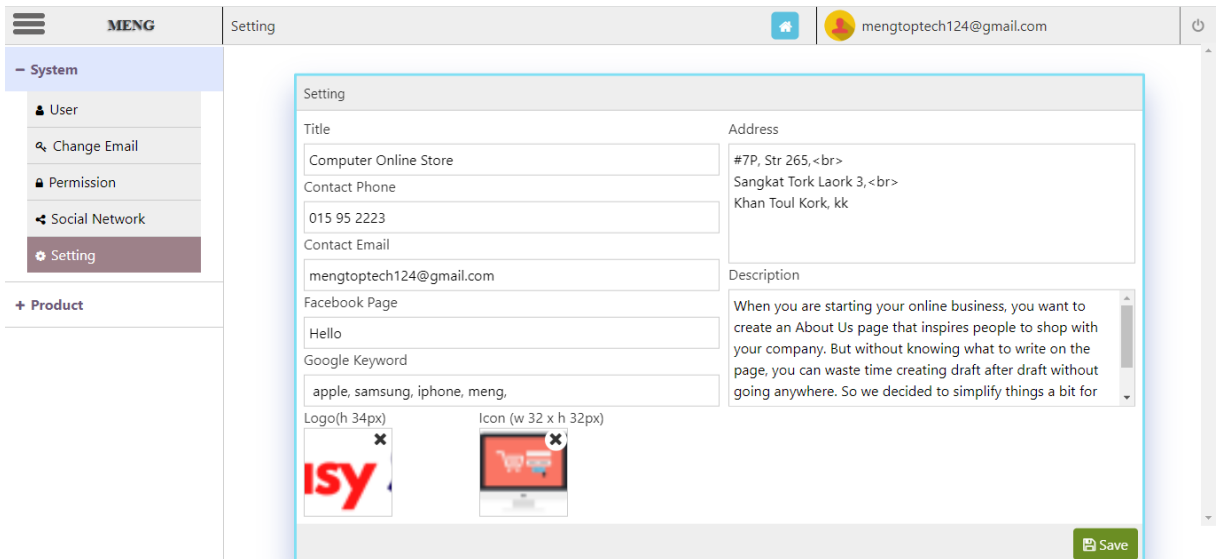 MENG
Setting
mengtoptech124@gmail.com
− System
User
Change Email
Permission
Social Network
Setting
+ Product
Setting
Title
Computer Online Store
Contact Phone
015 95 2223
Contact Email
mengtoptech124@gmail.com
Facebook Page
Hello
Google Keyword
apple, samsung, iphone, meng,
Logo(h 34px)
Icon (w 32 x h 32px)
asy
Address
#7P, Str 265,<br>
Sangkat Tork Laork 3,<br>
Khan Toul Kork, kk
Description
When you are starting your online business, you want to
create an About Us page that inspires people to shop with
your company. But without knowing what to write on the
page, you can waste time creating draft after draft without
going anywhere. So we decided to simplify things a bit for
Save